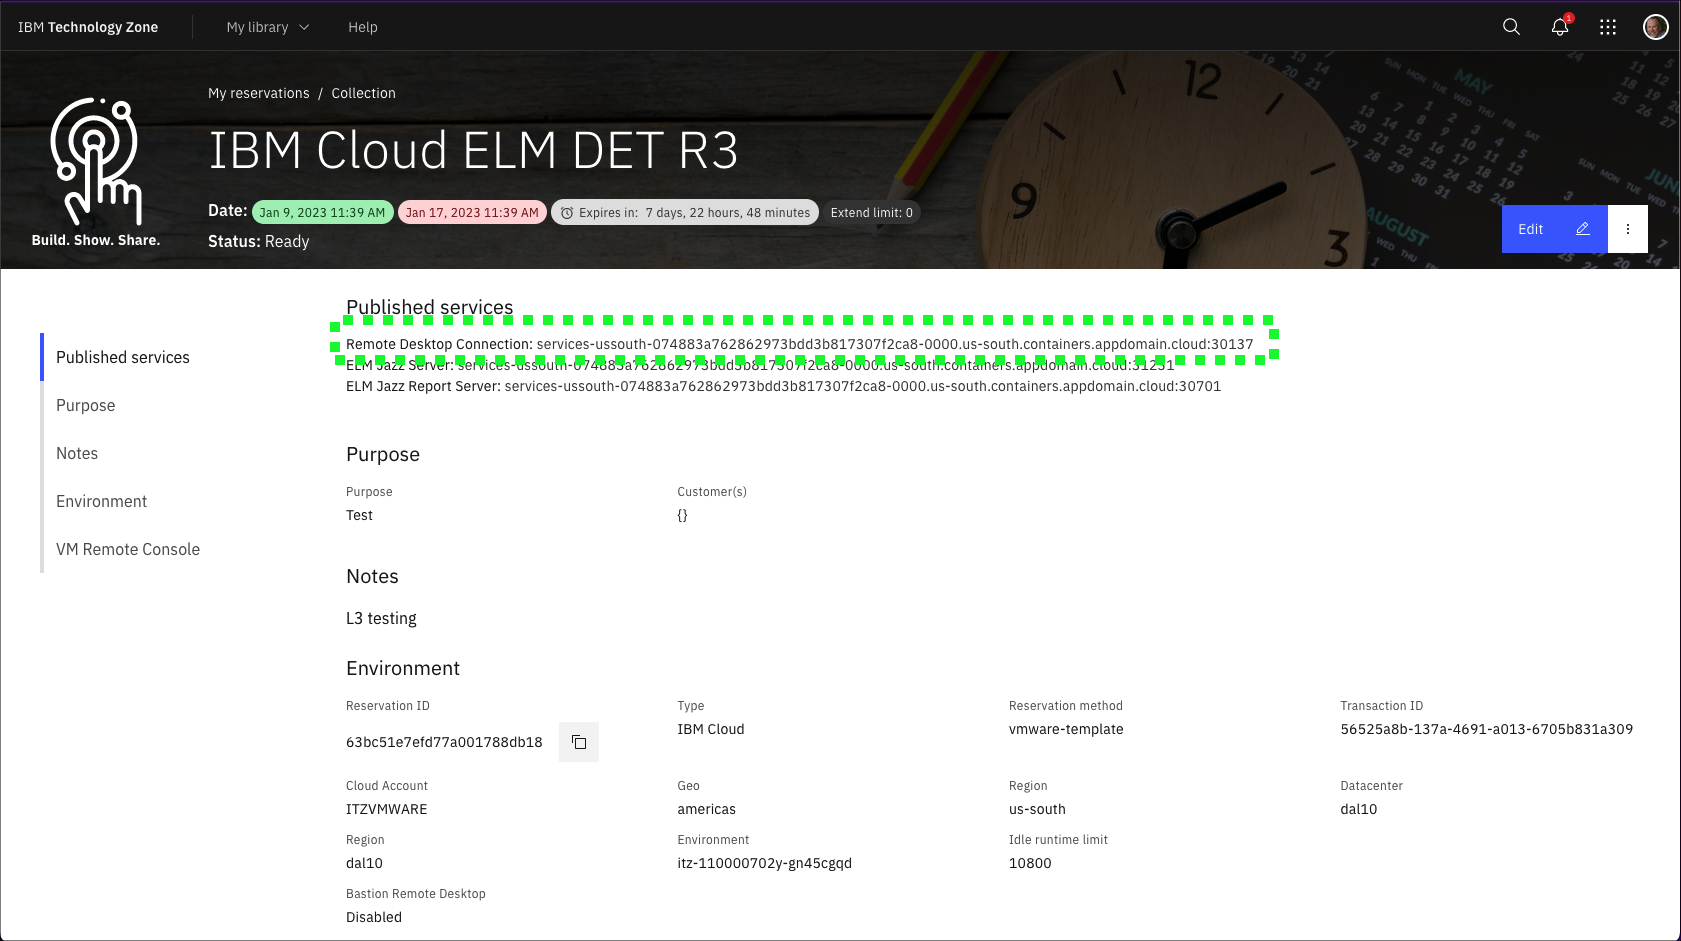 IBM Technology Zone
My library
Help
1
My reservations / Collection
IBM Cloud ELM DET R3
Build. Show. Share.
Date: Jan 9, 2023 11:39 AM Jan 17, 2023 11:39 AM Expires in: 7 days, 22 hours, 48 minutes Extend limit: 0
Status: Ready
Edit
12
9
3
MAY
AUGUST
Published services
Purpose
Notes
Environment
VM Remote Console
Published services
Remote Desktop Connection: services-ussouth-074883a762862973bdd3b817307f2ca8-0000.us-south.containers.appdomain.cloud:30137
ELM Jazz Server: services-ussouth-074883a762862973bdd3b817307f2ca8-0000.us-south.containers.appdomain.cloud:31231
ELM Jazz Report Server: services-ussouth-074883a762862973bdd3b817307f2ca8-0000.us-south.containers.appdomain.cloud:30701
Purpose
Purpose
Test
Customer(s)
{}
Notes
L3 testing
Environment
Reservation ID
63bc51e7efd77a001788db18
Type
IBM Cloud
Reservation method
vmware-template
Transaction ID
56525a8b-137a-4691-a013-6705b831a309
Cloud Account
ITZVMWARE
Geo
americas
Region
us-south
Datacenter
dal10
Region
dal10
Environment
itz-110000702y-gn45cgqd
Idle runtime limit
10800
Bastion Remote Desktop
Disabled